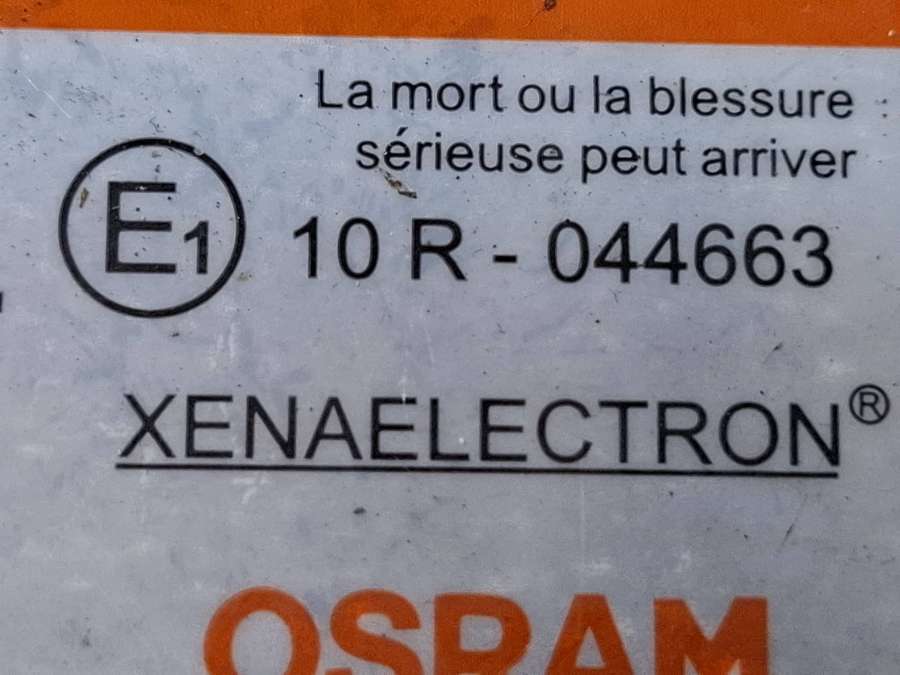 La mort ou la blessure
sérieuse peut arriver
E1 10 R - 044663
XENAELECTRON®
OSRAM